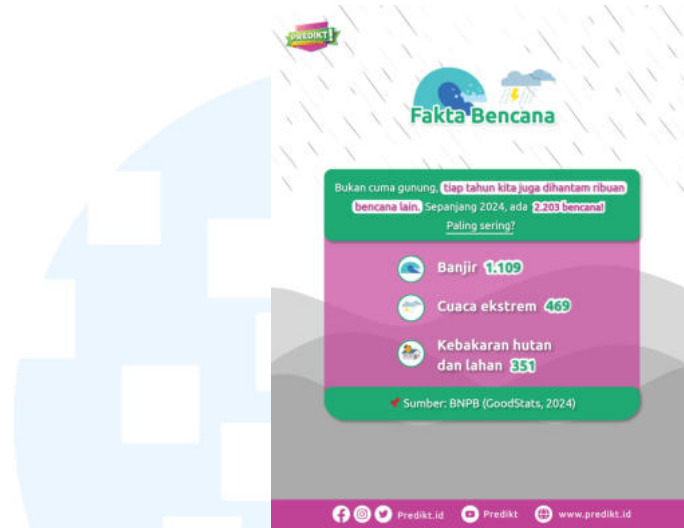 PREDIKT!
Fakta Bencana
Bukan cuma gunung, tiap tahun kita juga dihantam ribuan
bencana lain. Sepanjang 2024, ada 2.203 bencana!
Paling sering?
Banjir 1.109
Cuaca ekstrem 469
Kebakaran hutan
dan lahan 351
Sumber: BNPB (GoodStats, 2024)
Predikt.id Predikt www.predikt.id